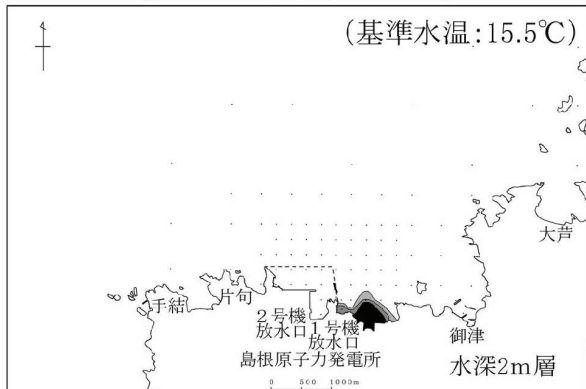 (基準水温:15.5℃)
大芦
手結
片句
2号機
放水口
1号機
放水口
御津
島根原子力発電所
水深2m層
0 500 1000m